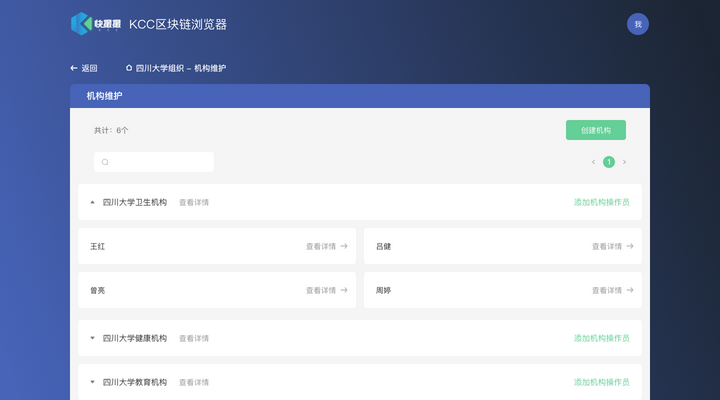 快星星 KCC区块链浏览器 我
返回 四川大学组织 - 机构维护
机构维护
共计：6个 创建机构
1
四川大学卫生机构 查看详情 添加机构操作员
王红 查看详情 吕健 查看详情
曾亮 查看详情 周婷 查看详情
四川大学健康机构 查看详情 添加机构操作员
四川大学教育机构 查看详情 添加机构操作员